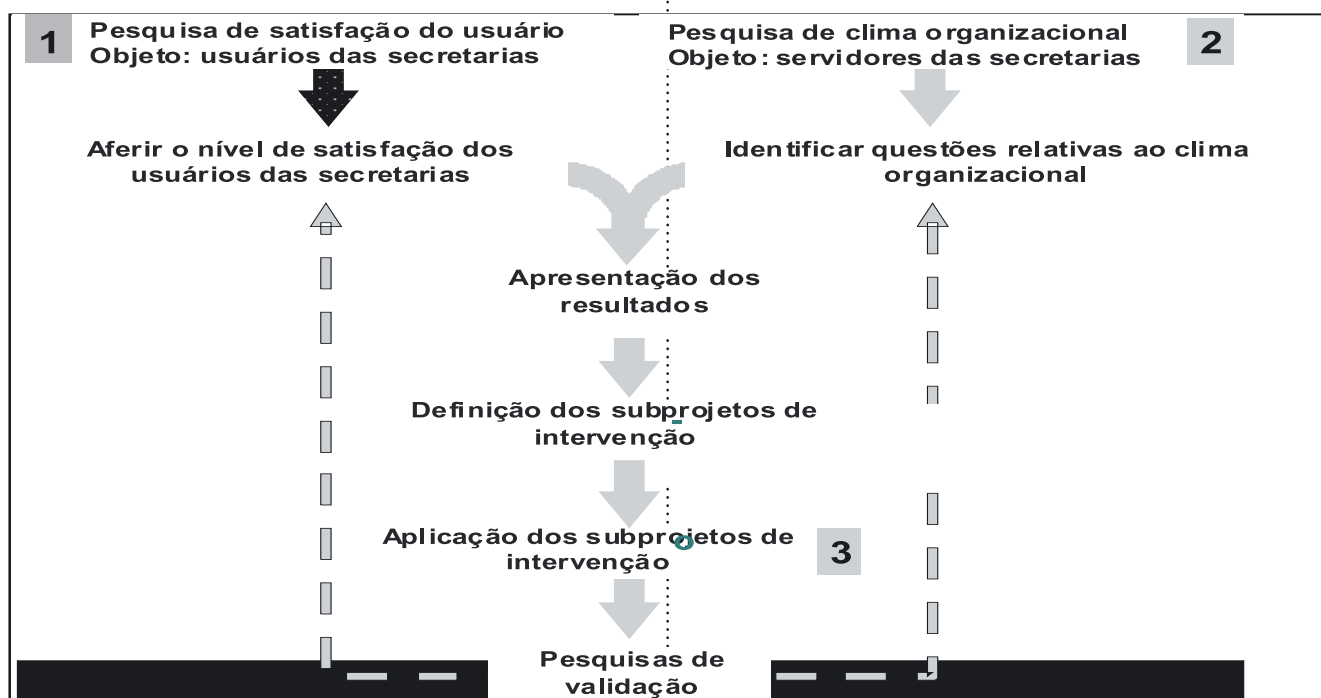 1
Pesquisa de satisfação do usuário
Objeto: usuários das secretarias
Pesquisa de clima organizacional
Objeto: servidores das secretarias
2
Aferir o nível de satisfação dos
usuários das secretarias
Identificar questões relativas ao clima
organizacional
Apresentação dos
resultados
Definição dos subprojetos de
intervenção
Aplicação dos subprojetos de
intervenção
3
Pesquisas de
validação